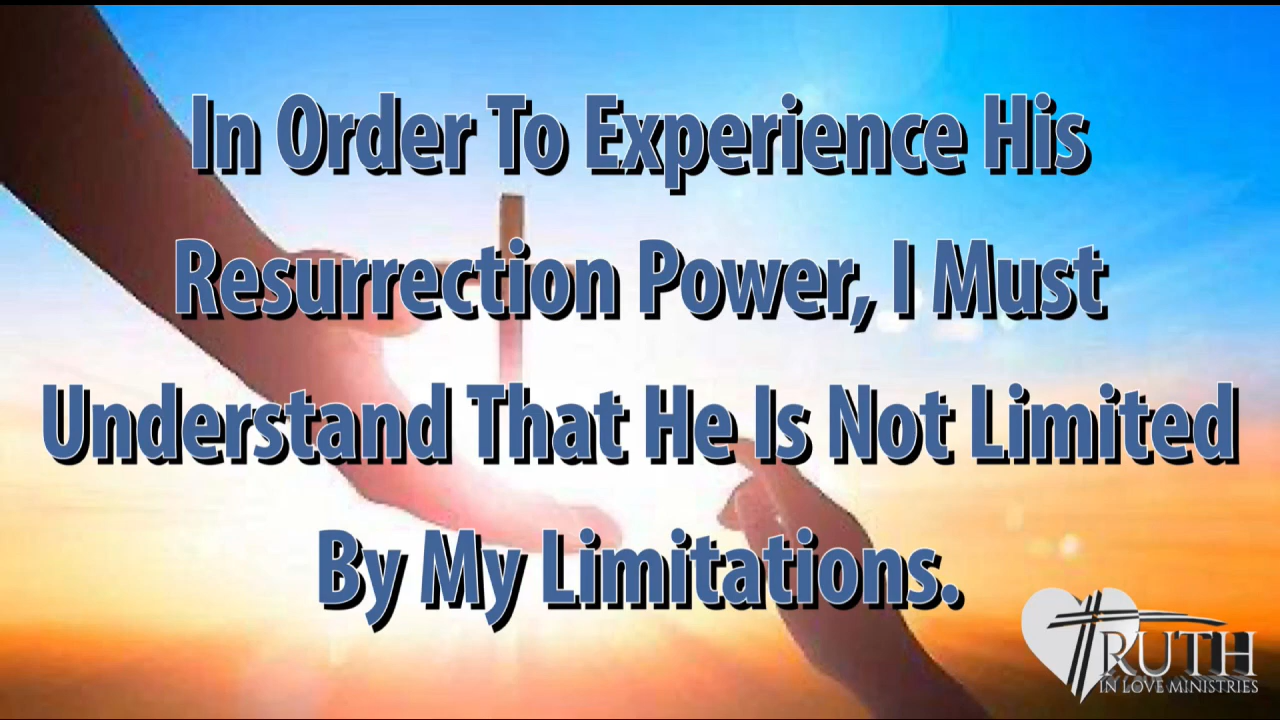 In Order To Experience His
Resurrection Power, I Must
Understand That He Is Not Limited
By My Limitations.
TRUTH
IN LOVE MINISTRIES